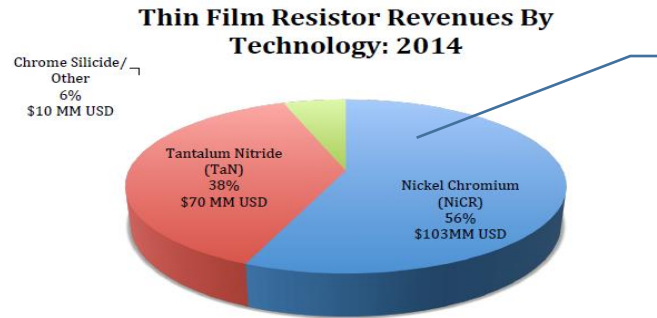 Thin Film Resistor Revenues By
Technology: 2014
Chrome Silicide/
Other
6%
$10 MM USD
Tantalum Nitride
(TaN)
38%
$70 MM USD
Nickel Chromium
(NiCR)
56%
$103MM USD